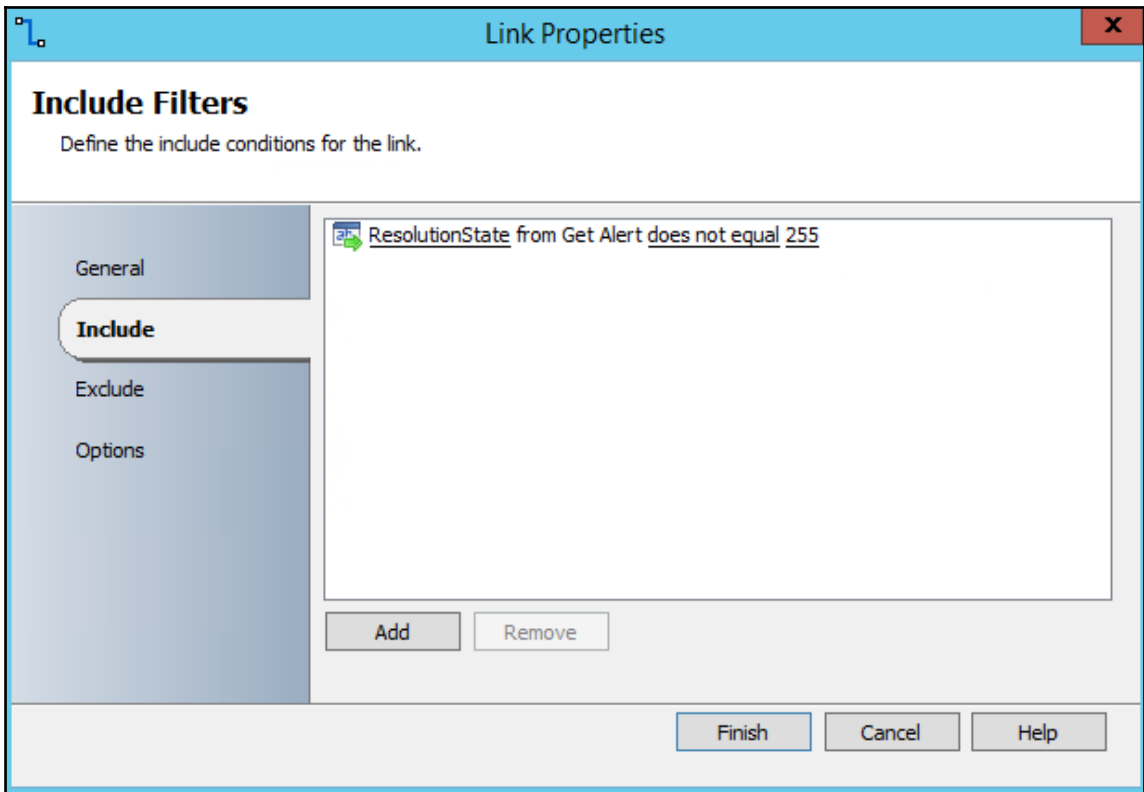 Link Properties
x
Include Filters
Define the include conditions for the link.
General
Include
Exclude
Options
ab
ResolutionState from Get Alert does not equal 255
Add
Remove
Finish
Cancel
Help